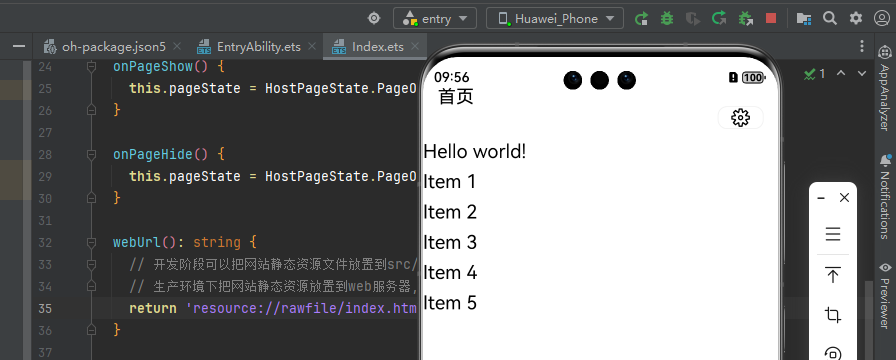 entry
Huawei_Phone
oh-package.json5
EntryAbility.ets
Index.ets
24 onPageShow() {
25 this.pageState = HostPageState.PageO
26 }
27
28 onPageHide() {
29 this.pageState = HostPageState.PageO
30 }
31
32 webUrl(): string {
33 // 开发阶段可以把网站静态资源文件放置到src/
34 // 生产环境下把网站静态资源放置到web服务器,
35 return 'resource://rawfile/index.htm
36 }
37
09:56
100
首页
Hello world!
Item 1
Item 2
Item 3
Item 4
Item 5
1
AppAnalyzer
Notifications
Previewer